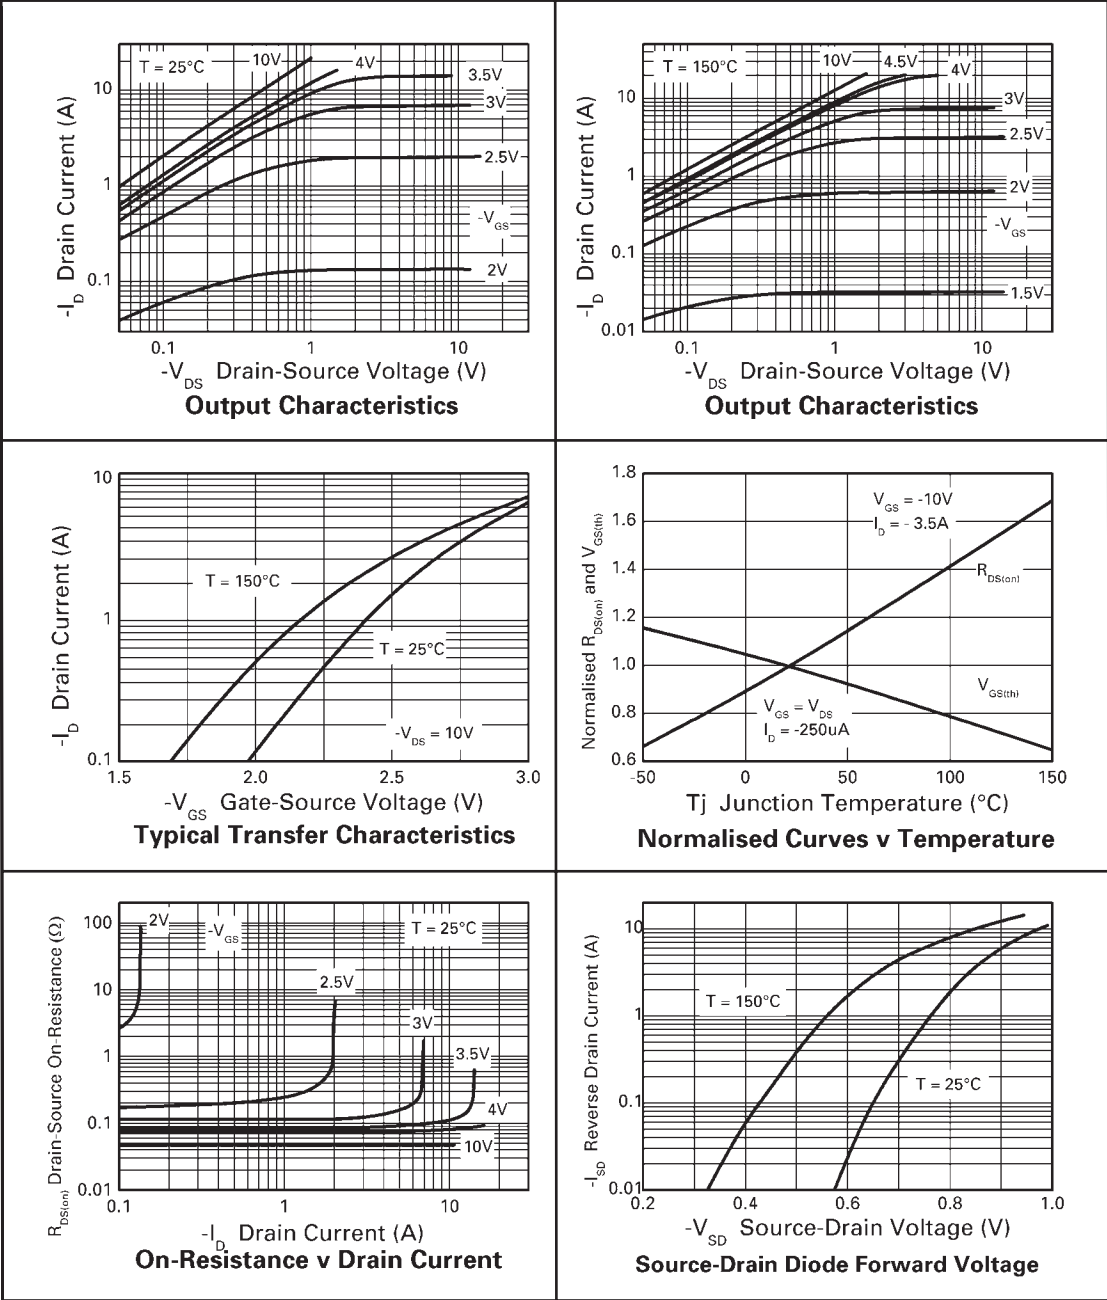 T = 25°C
10V
4V
3.5V
3V
2.5V
-VGS
2V
10
1
0.1
0.1
1
10
-ID Drain Current (A)
-VDS Drain-Source Voltage (V)
Output Characteristics
T = 150°C
10V
4.5V
4V
3V
2.5V
2V
-VGS
1.5V
10
1
0.1
0.01
0.1
1
10
-ID Drain Current (A)
-VDS Drain-Source Voltage (V)
Output Characteristics
10
1
0.1
T = 150°C
T = 25°C
-VDS = 10V
1.5
2.0
2.5
3.0
-ID Drain Current (A)
-VGS Gate-Source Voltage (V)
Typical Transfer Characteristics
1.8
1.6
1.4
1.2
1.0
0.8
0.6
VGS = -10V
ID = - 3.5A
RDS(on)
VGS(th)
VGS = VDS
ID = -250uA
-50
0
50
100
150
Normalised RDS(on) and VGS(th)
Tj Junction Temperature (°C)
Normalised Curves v Temperature
100
10
1
0.1
0.01
2V
-VGS
T = 25°C
2.5V
3V
3.5V
4V
10V
0.1
1
10
RDS(on) Drain-Source On-Resistance (Ω)
-ID Drain Current (A)
On-Resistance v Drain Current
10
1
0.1
0.01
T = 150°C
T = 25°C
0.2
0.4
0.6
0.8
1.0
-ISD Reverse Drain Current (A)
-VSD Source-Drain Voltage (V)
Source-Drain Diode Forward Voltage